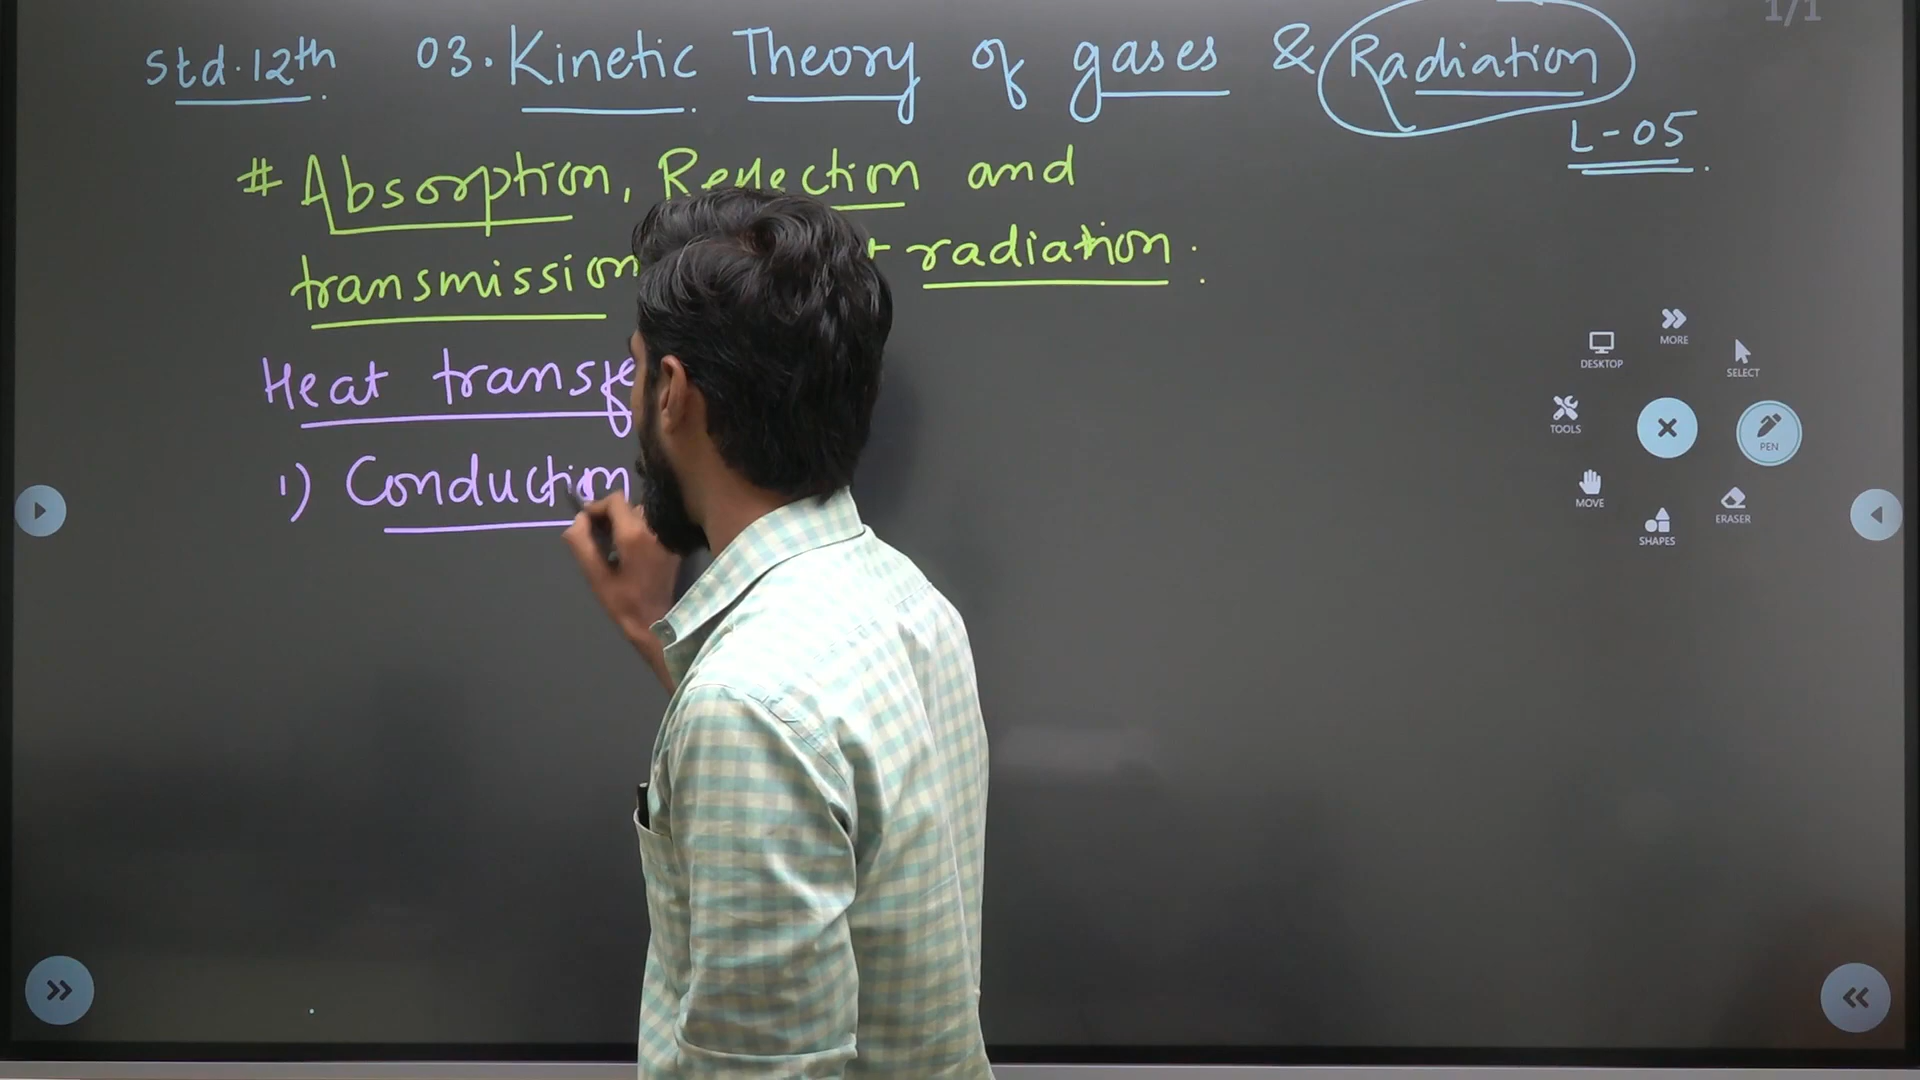 1/1
Std. 12th 03. Kinetic Theory of gases & Radiation
L-05
# Absorption, Reflection and
transmission radiation.
Heat transfe
1) Conduction
MORE
DESKTOP
SELECT
TOOLS
PEN
MOVE
ERASER
SHAPES